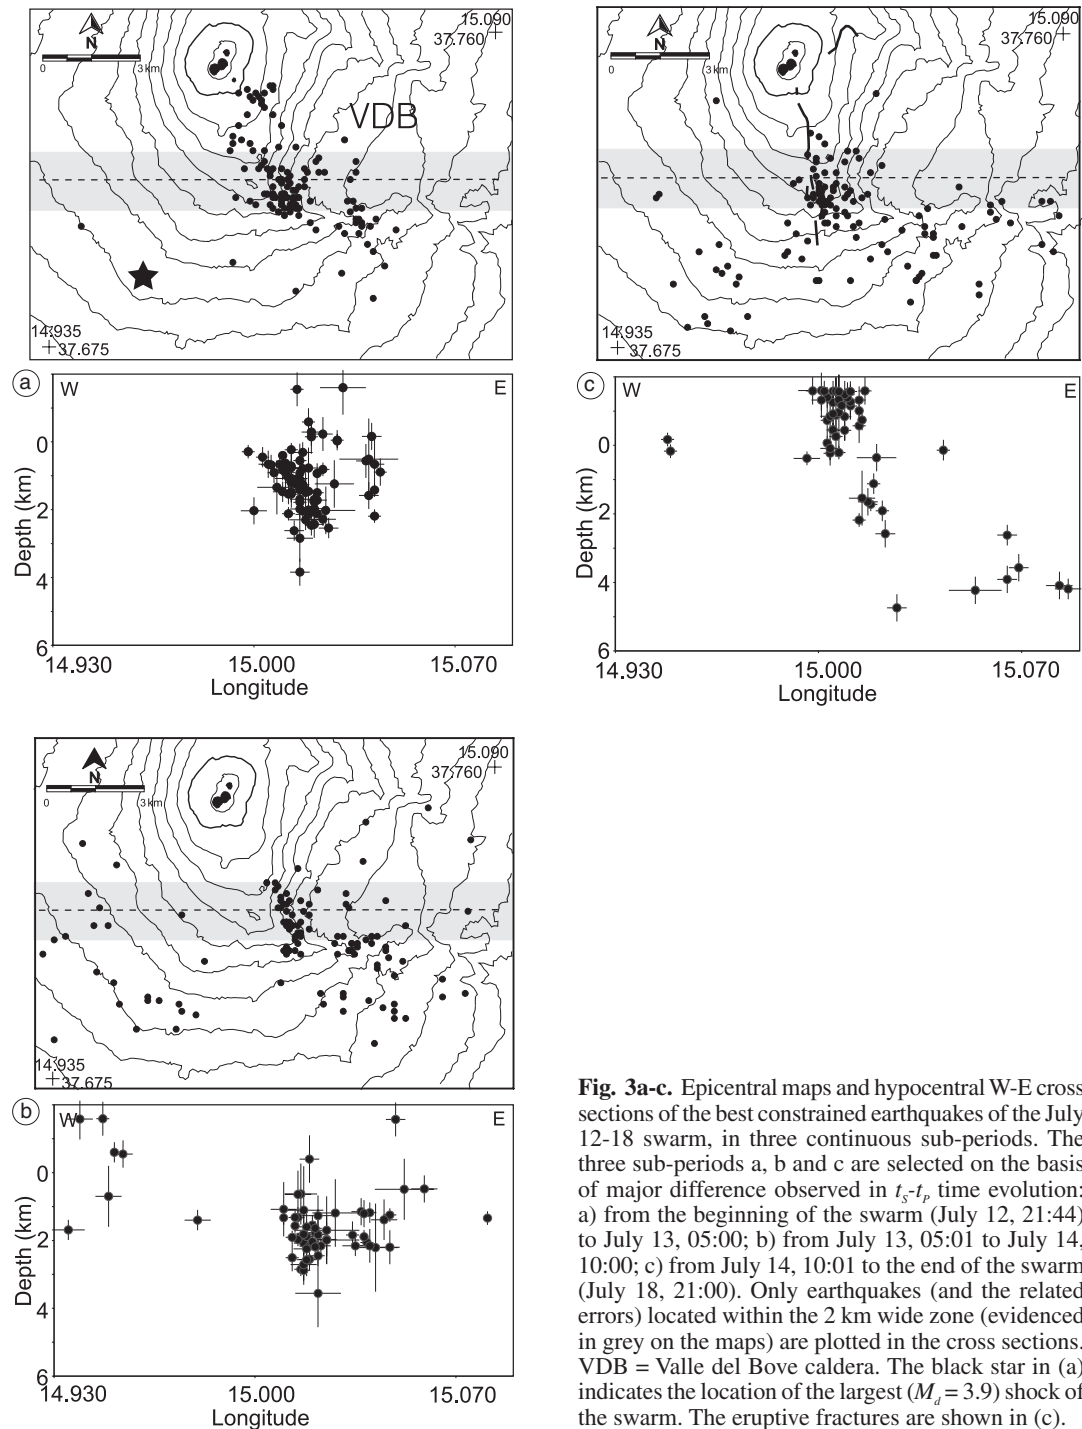 15.090
37.760
N
0
3 km
VDB
14.935
37.675
a
W
E
0
2
4
6
Depth (km)
14.930
15.000
15.070
Longitude
15.090
37.760
N
0
3 km
14.935
37.675
c
W
E
0
2
4
6
Depth (km)
14.930
15.000
15.070
Longitude
15.090
37.760
N
0
3 km
14.935
37.675
b
W
E
0
2
4
6
Depth (km)
14.930
15.000
15.070
Longitude
Fig. 3a-c. Epicentral maps and hypocentral W-E cross
sections of the best constrained earthquakes of the July
12-18 swarm, in three continuous sub-periods. The
three sub-periods a, b and c are selected on the basis
of major difference observed in tS-tP time evolution:
a) from the beginning of the swarm (July 12, 21:44)
to July 13, 05:00; b) from July 13, 05:01 to July 14,
10:00; c) from July 14, 10:01 to the end of the swarm
(July 18, 21:00). Only earthquakes (and the related
errors) located within the 2 km wide zone (evidenced
in grey on the maps) are plotted in the cross sections.
VDB = Valle del Bove caldera. The black star in (a)
indicates the location of the largest (Md = 3.9) shock of
the swarm. The eruptive fractures are shown in (c).